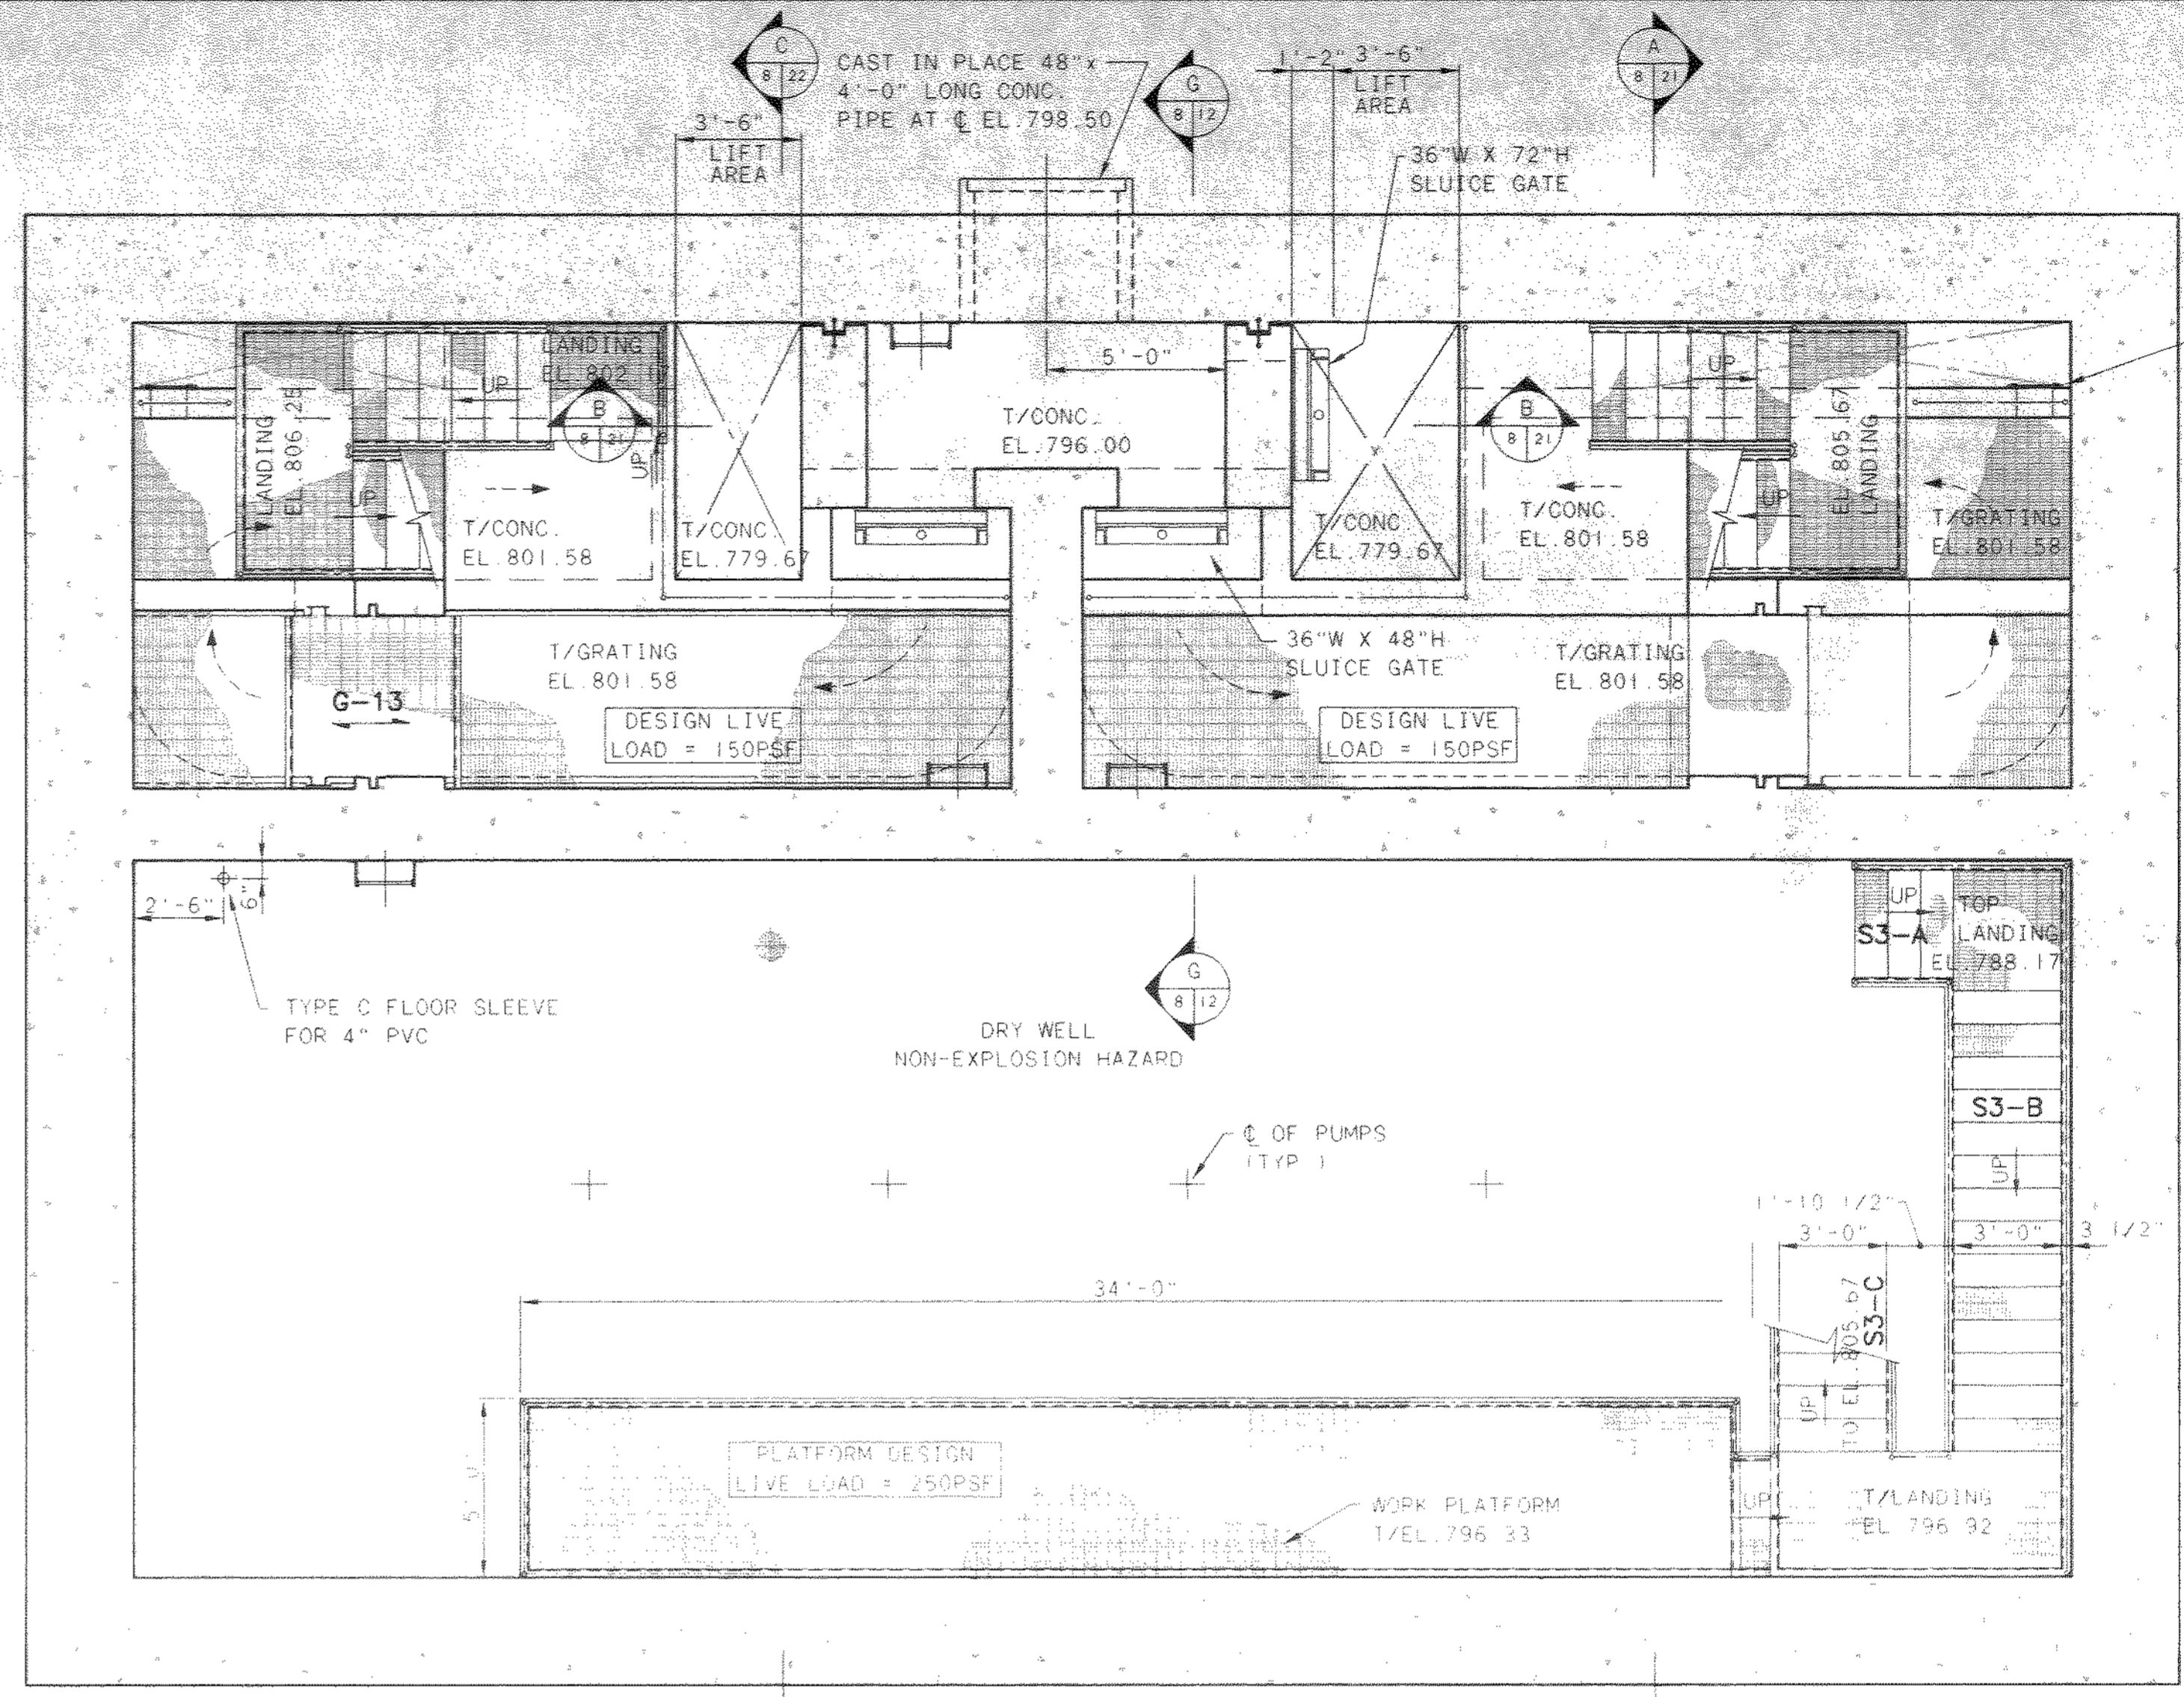 C
8 22
CAST IN PLACE 48"x
4'-0" LONG CONC.
PIPE AT ℄ EL.798.50
G
8 12
1'-2" 3'-6"
LIFT
AREA
A
8 21
3'-6"
LIFT
AREA
36"W X 72"H
SLUICE GATE
LANDING
EL.802.17
UP
B
8 21
UP
LANDING
EL.806.25
UP
T/CONC.
EL.801.58
T/CONC.
EL.779.67
5'-0"
T/CONC.
EL.796.00
T/CONC
EL.779.67
B
8 21
T/CONC.
EL.801.58
UP
UP
EL.805.67
LANDING
T/GRATING
EL.801.58
T/GRATING
EL.801.58
G-13
DESIGN LIVE
LOAD = 150PSF
36"W X 48"H
SLUICE GATE
T/GRATING
EL.801.58
DESIGN LIVE
LOAD = 150PSF
2'-6"
6"
TYPE C FLOOR SLEEVE
FOR 4" PVC
G
8 12
DRY WELL
NON-EXPLOSION HAZARD
UP
S3-A
TOP
LANDING
EL.788.17
S3-B
UP
℄ OF PUMPS
(TYP.)
1'-10 1/2"
3'-0"
3'-0"
3 1/2"
34'-0"
TO EL.805.67
S3-C
UP
5'-0"
PLATFORM DESIGN
LIVE LOAD = 250PSF
WORK PLATFORM
T/EL.796.33
UP
T/LANDING
EL 796.92